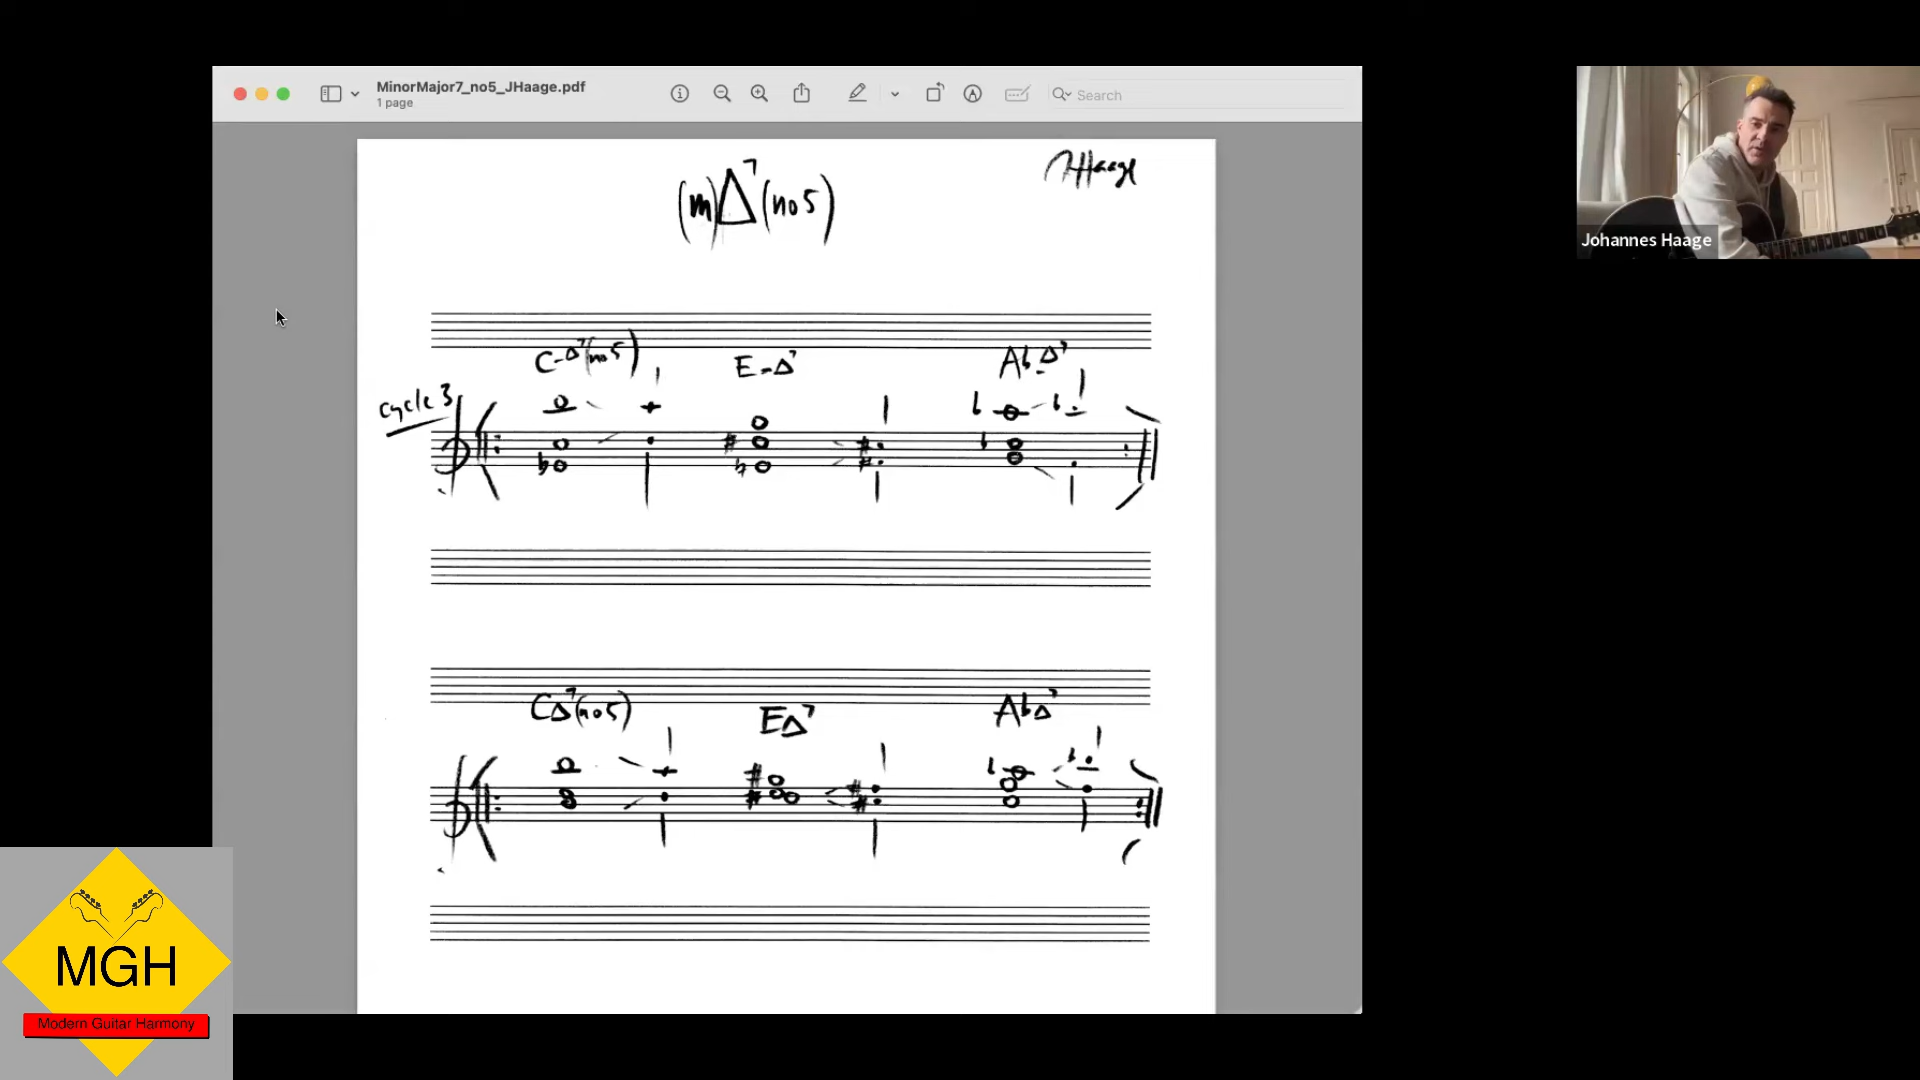 MinorMajor7_no5_JHaage.pdf
1 page
Search
JHaage
(m)Δ7(no5)
Johannes Haage
C-Δ7(no5) E-Δ7 Ab-Δ7
cycle 3
CΔ7(no5) EΔ7 AbΔ7
MGH
Modern Guitar Harmony